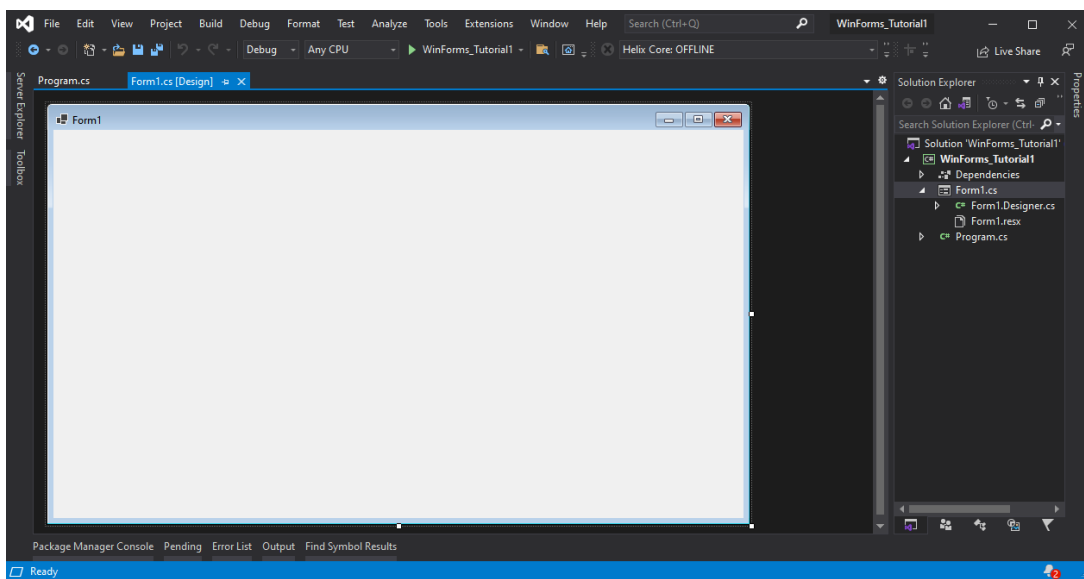 File Edit View Project Build Debug Format Test Analyze Tools Extensions Window Help Search (Ctrl+Q) WinForms_Tutorial1
Debug Any CPU WinForms_Tutorial1 Helix Core: OFFLINE Live Share
Server Explorer
Toolbox
Program.cs Form1.cs [Design]
Form1
Solution Explorer
Search Solution Explorer (Ctrl-
Solution 'WinForms_Tutorial1'
C# WinForms_Tutorial1
Dependencies
Form1.cs
C# Form1.Designer.cs
Form1.resx
C# Program.cs
Properties
Package Manager Console Pending Error List Output Find Symbol Results
Ready 2